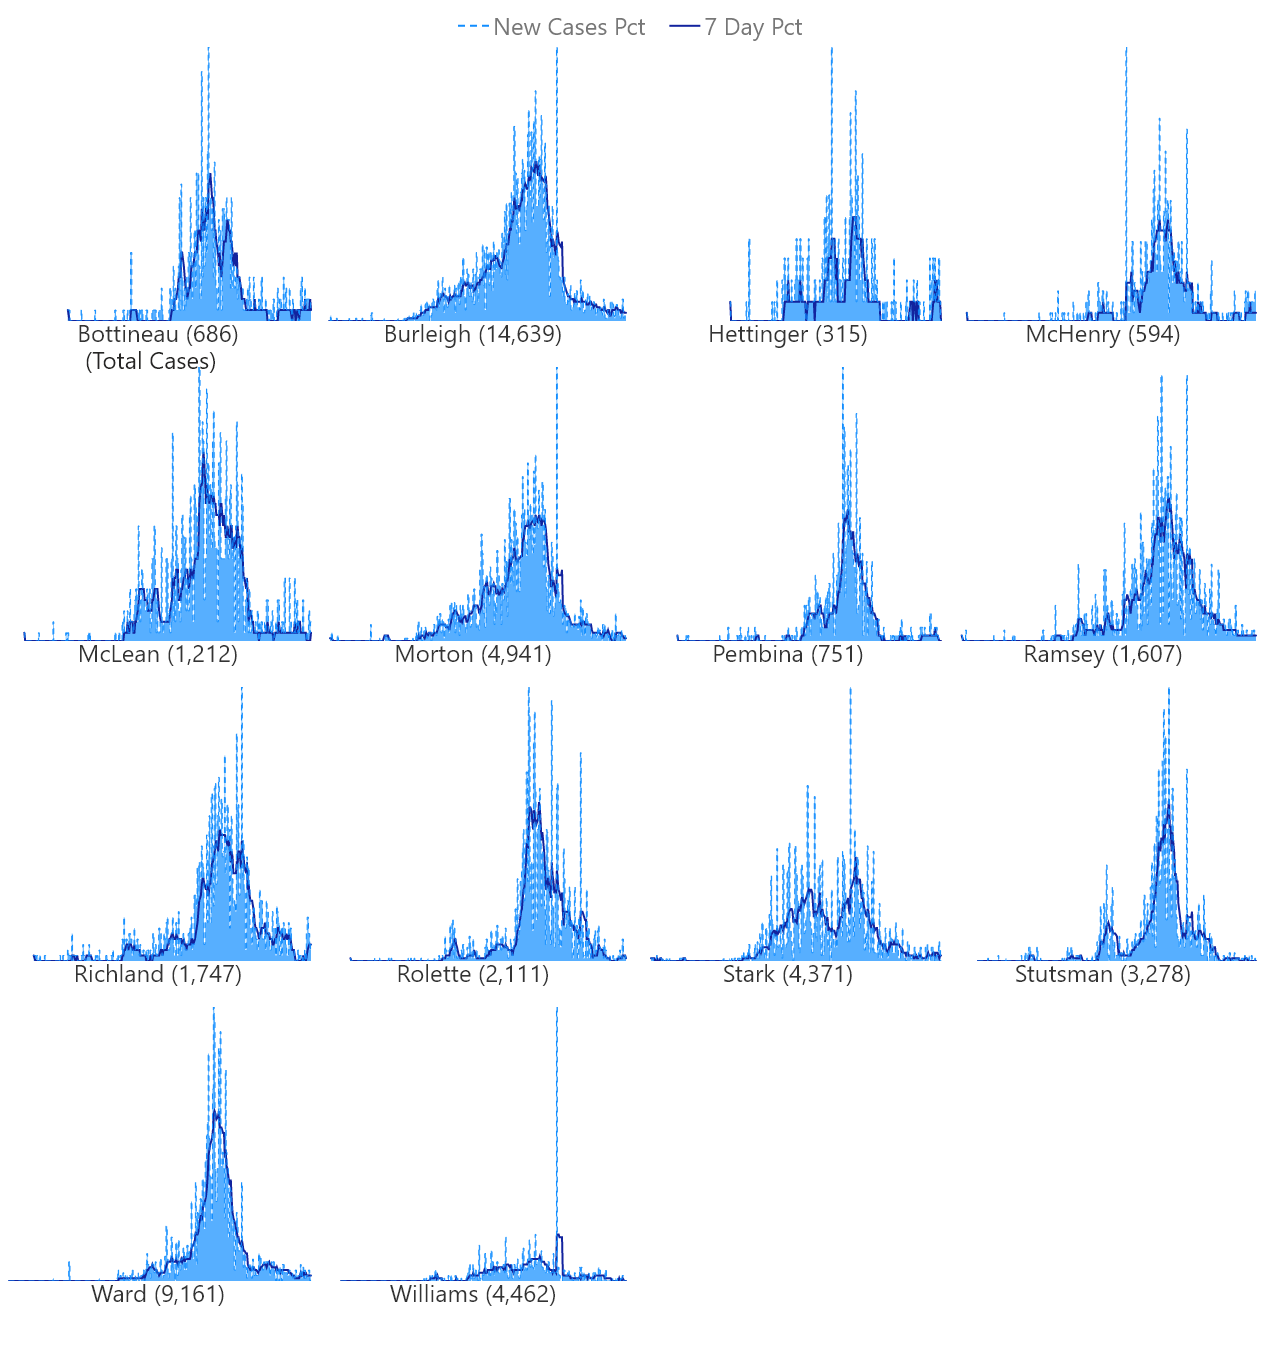 New Cases Pct 7 Day Pct
Bottineau (686)
(Total Cases)
Burleigh (14,639)
Hettinger (315)
McHenry (594)
McLean (1,212)
Morton (4,941)
Pembina (751)
Ramsey (1,607)
Richland (1,747)
Rolette (2,111)
Stark (4,371)
Stutsman (3,278)
Ward (9,161)
Williams (4,462)